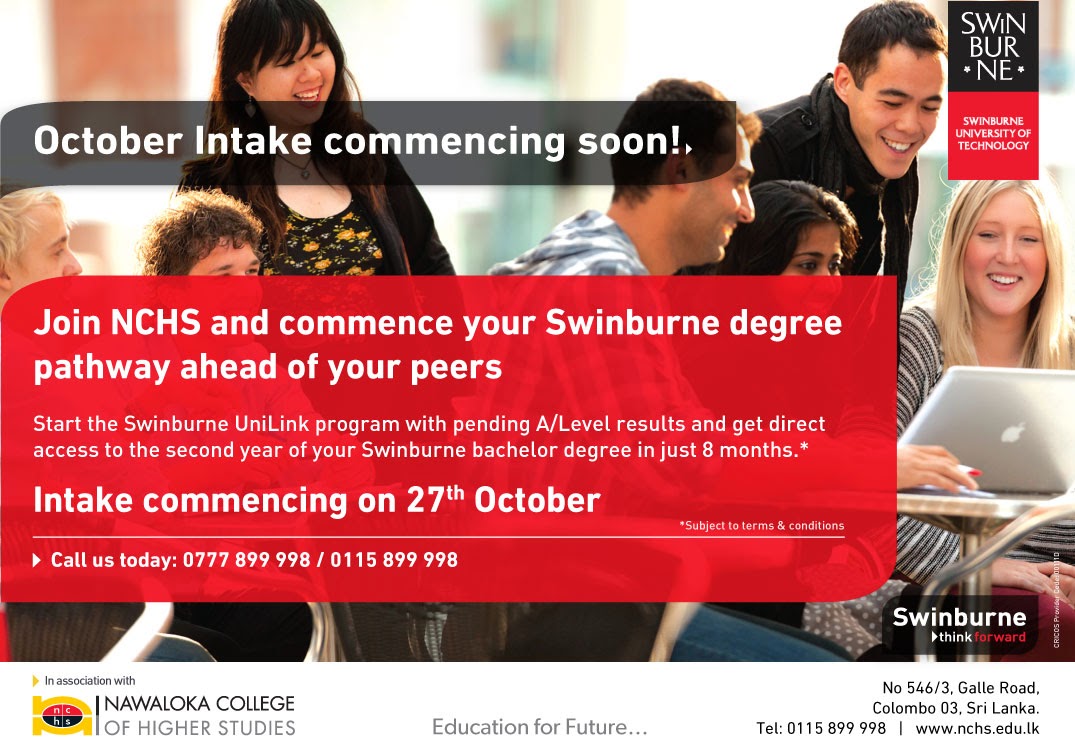 SWiN
BUR
* NE *
SWINBURNE
UNIVERSITY OF
TECHNOLOGY
October Intake commencing soon!
Join NCHS and commence your Swinburne degree
pathway ahead of your peers
Start the Swinburne UniLink program with pending A/Level results and get direct
access to the second year of your Swinburne bachelor degree in just 8 months.*
Intake commencing on 27th October
*Subject to terms & conditions
Call us today: 0777 899 998 / 0115 899 998
CRICOS Provider Code
Swinburne
think forward
In association with
n c
h s
NAWALOKA COLLEGE
OF HIGHER STUDIES
Education for Future...
No 546/3, Galle Road,
Colombo 03, Sri Lanka.
Tel: 0115 899 998 | www.nchs.edu.lk